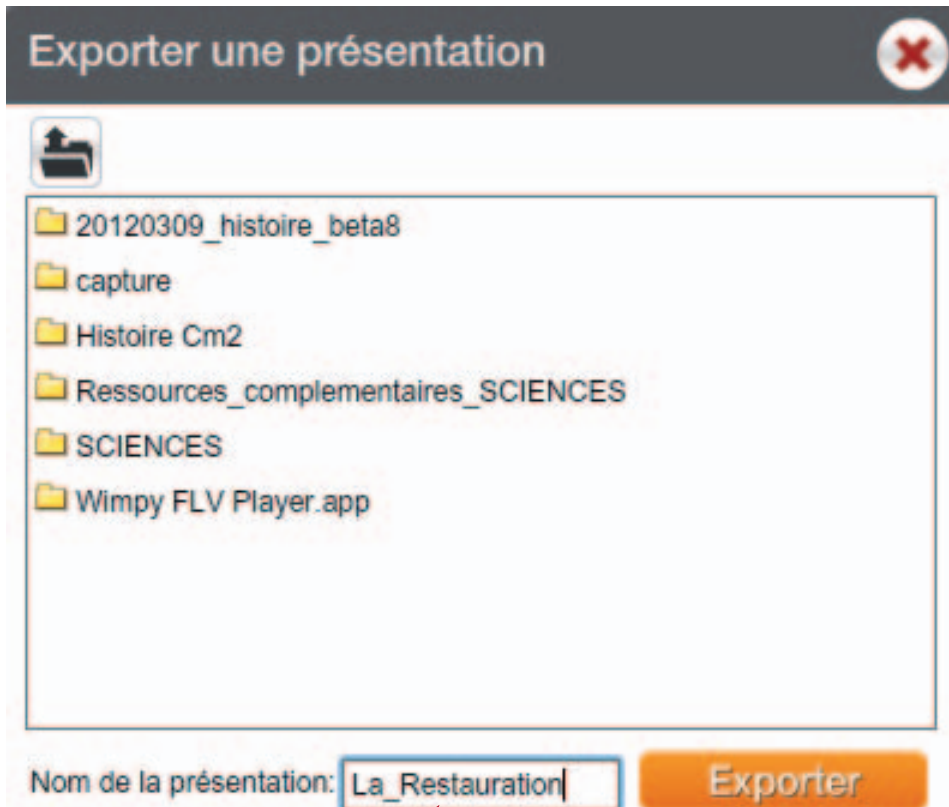 Exporter une présentation
20120309_histoire_beta8
capture
Histoire Cm2
Ressources_complementaires_SCIENCES
SCIENCES
Wimpy FLV Player.app
Nom de la présentation: La_Restauration Exporter